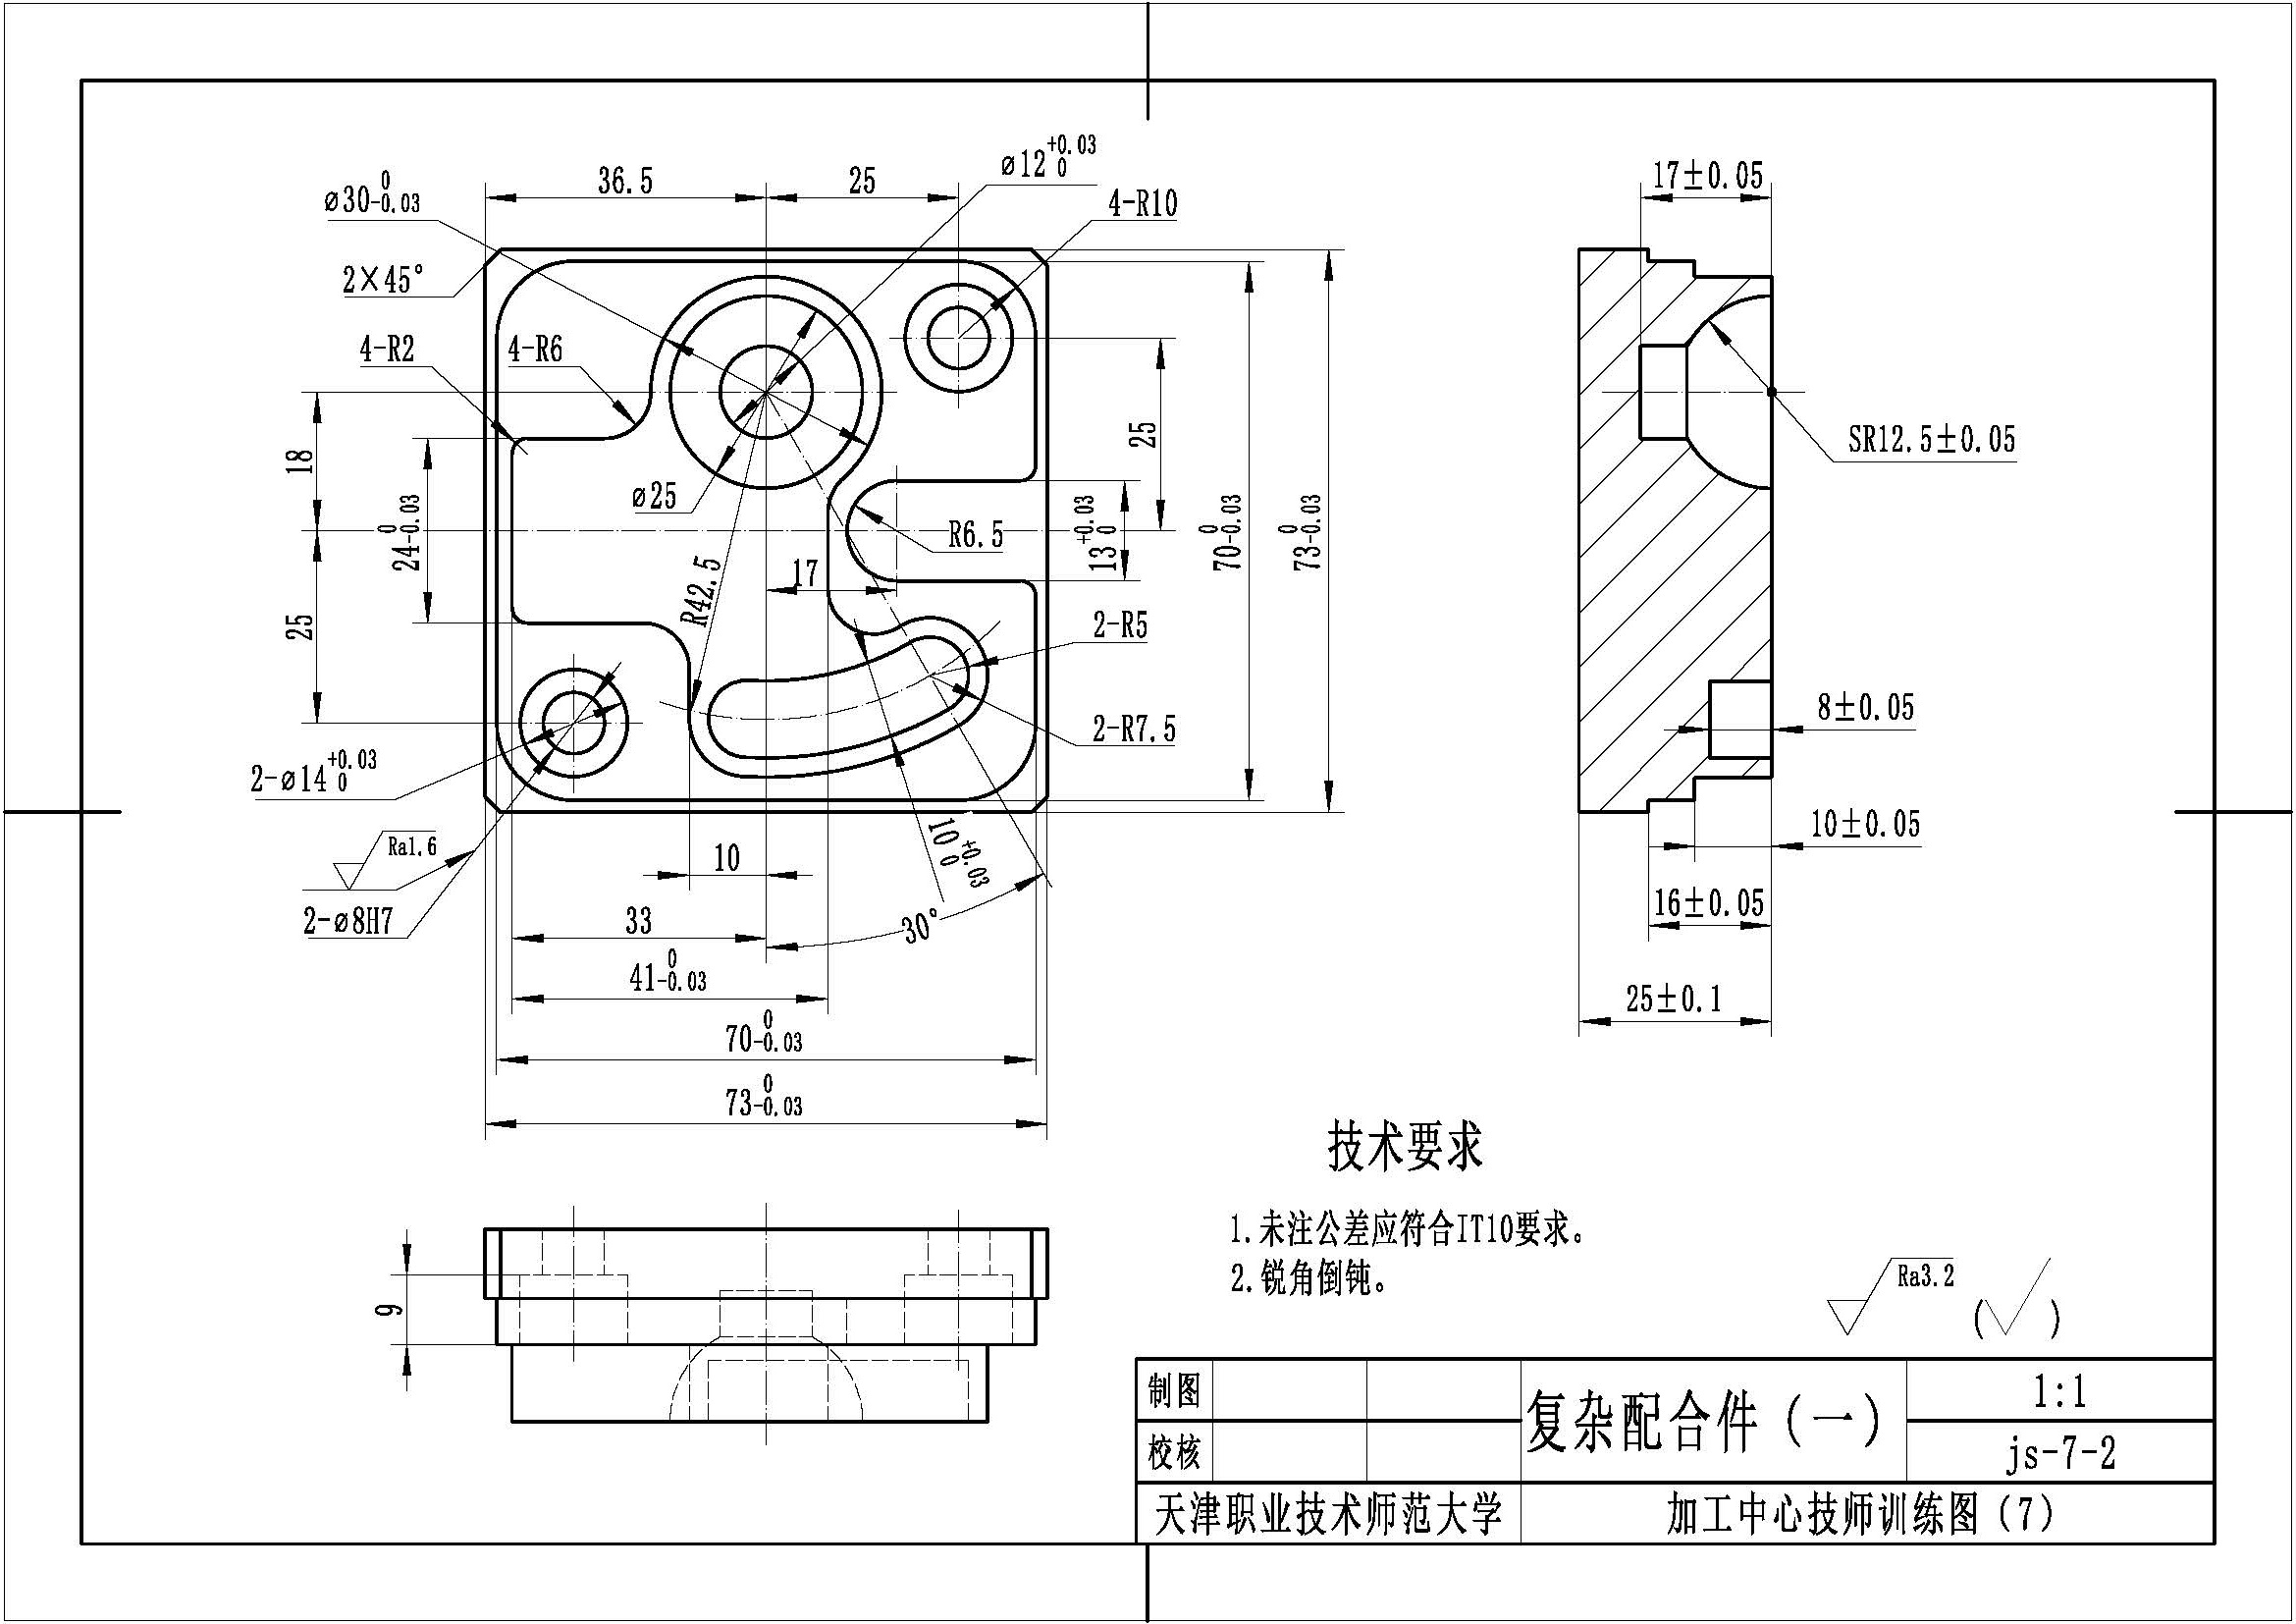 36.5
25
⌀12 +0.03 0
17±0.05
⌀30 0 -0.03
4-R10
2×45°
4-R2
4-R6
18
25
24 0 -0.03
⌀25
R6.5
13 +0.03 0
70 0 -0.03
73 0 -0.03
SR12.5±0.05
17
R42.5
25
2-R5
2-R7.5
8±0.05
2-⌀14 +0.03 0
Ra1.6
2-⌀8H7
10
10 +0.03 0
10±0.05
33
30°
16±0.05
41 0 -0.03
25±0.1
70 0 -0.03
73 0 -0.03
9
技术要求
1.未注公差应符合IT10要求。
2.锐角倒钝。
Ra3.2
( )
制图
复杂配合件(一)
1:1
校核
js-7-2
天津职业技术师范大学
加工中心技师训练图(7)